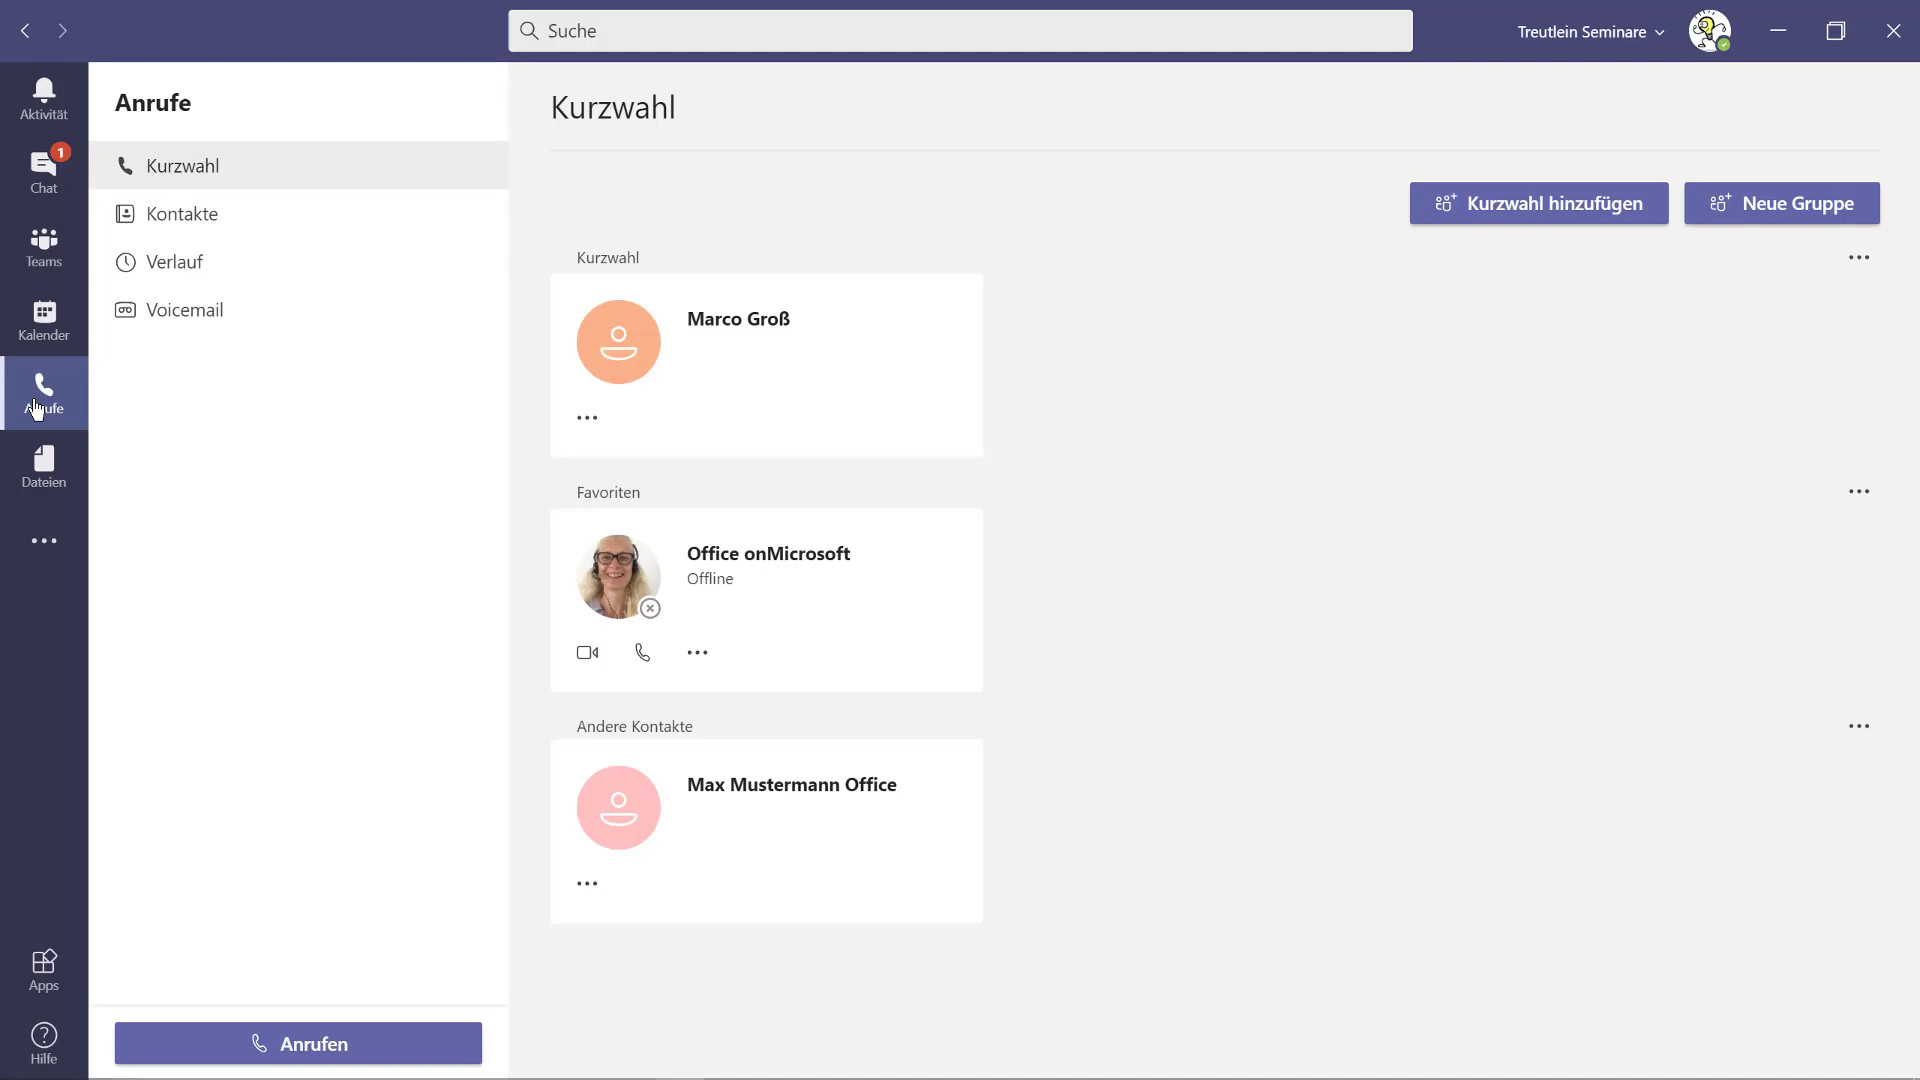 Suche
Treutlein Seminare
Aktivität
1
Chat
Teams
Kalender
Anrufe
Dateien
Apps
Hilfe
Anrufe
Kurzwahl
Kontakte
Verlauf
Voicemail
Anrufen
Kurzwahl
Kurzwahl hinzufügen
Neue Gruppe
Kurzwahl
Marco Groß
Favoriten
Office onMicrosoft
Offline
Andere Kontakte
Max Mustermann Office